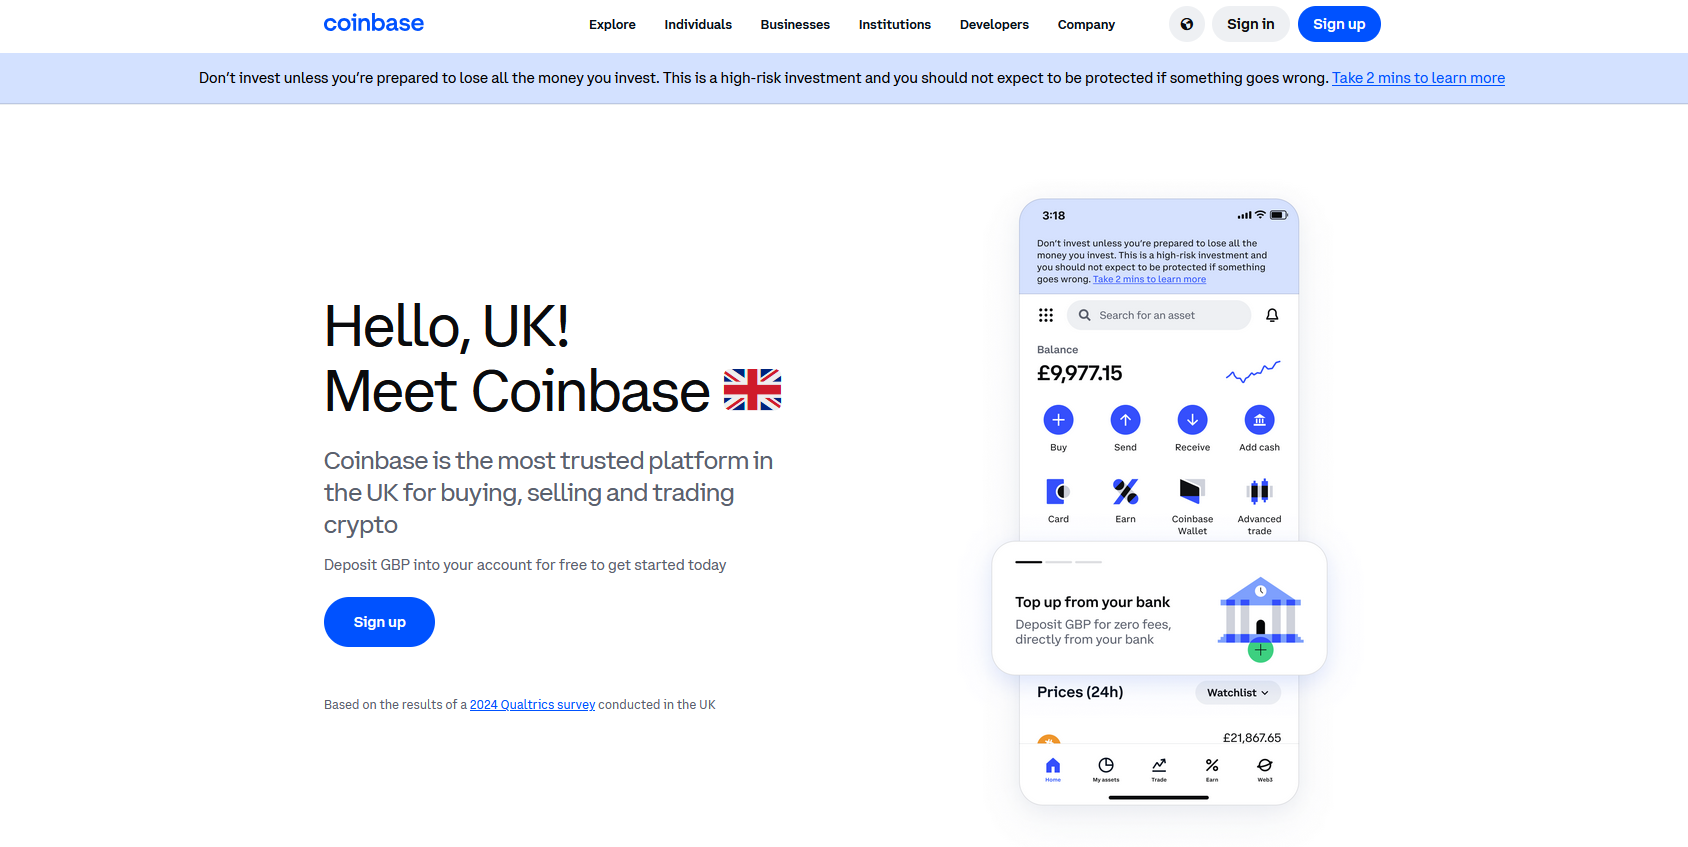 coinbase
Explore
Individuals
Businesses
Institutions
Developers
Company
Sign in
Sign up
Don’t invest unless you’re prepared to lose all the money you invest. This is a high-risk investment and you should not expect to be protected if something goes wrong. Take 2 mins to learn more
Hello, UK!
Meet Coinbase
Coinbase is the most trusted platform in
the UK for buying, selling and trading
crypto
Deposit GBP into your account for free to get started today
Sign up
Based on the results of a 2024 Qualtrics survey conducted in the UK
3:18
Don’t invest unless you’re prepared to lose all the
money you invest. This is a high-risk investment and
you should not expect to be protected if something
goes wrong. Take 2 mins to learn more
Search for an asset
Balance
£9,977.15
Buy
Send
Receive
Add cash
Card
Earn
Coinbase
Wallet
Advanced
trade
Top up from your bank
Deposit GBP for zero fees,
directly from your bank
Prices (24h)
Watchlist
£21,867.65
Home
My assets
Trade
Earn
Web3